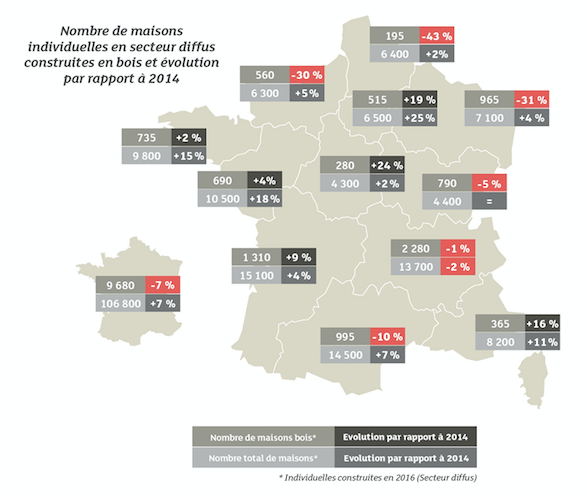 Nombre de maisons
individuelles en secteur diffus
construites en bois et évolution
par rapport à 2014
195 -43 %
6 400 +2%
560 -30 %
6 300 +5 %
515 +19 %
6 500 +25 %
965 -31 %
7 100 +4 %
735 +2 %
9 800 +15%
280 +24 %
4 300 +2 %
690 +4%
10 500 +18%
790 -5 %
4 400 =
1 310 +9 %
15 100 +4%
2 280 -1 %
13 700 -2 %
9 680 -7 %
106 800 +7%
995 -10 %
14 500 +7%
365 +16 %
8 200 +11%
Nombre de maisons bois* Evolution par rapport à 2014
Nombre total de maisons* Evolution par rapport à 2014
* Individuelles construites en 2016 (Secteur diffus)